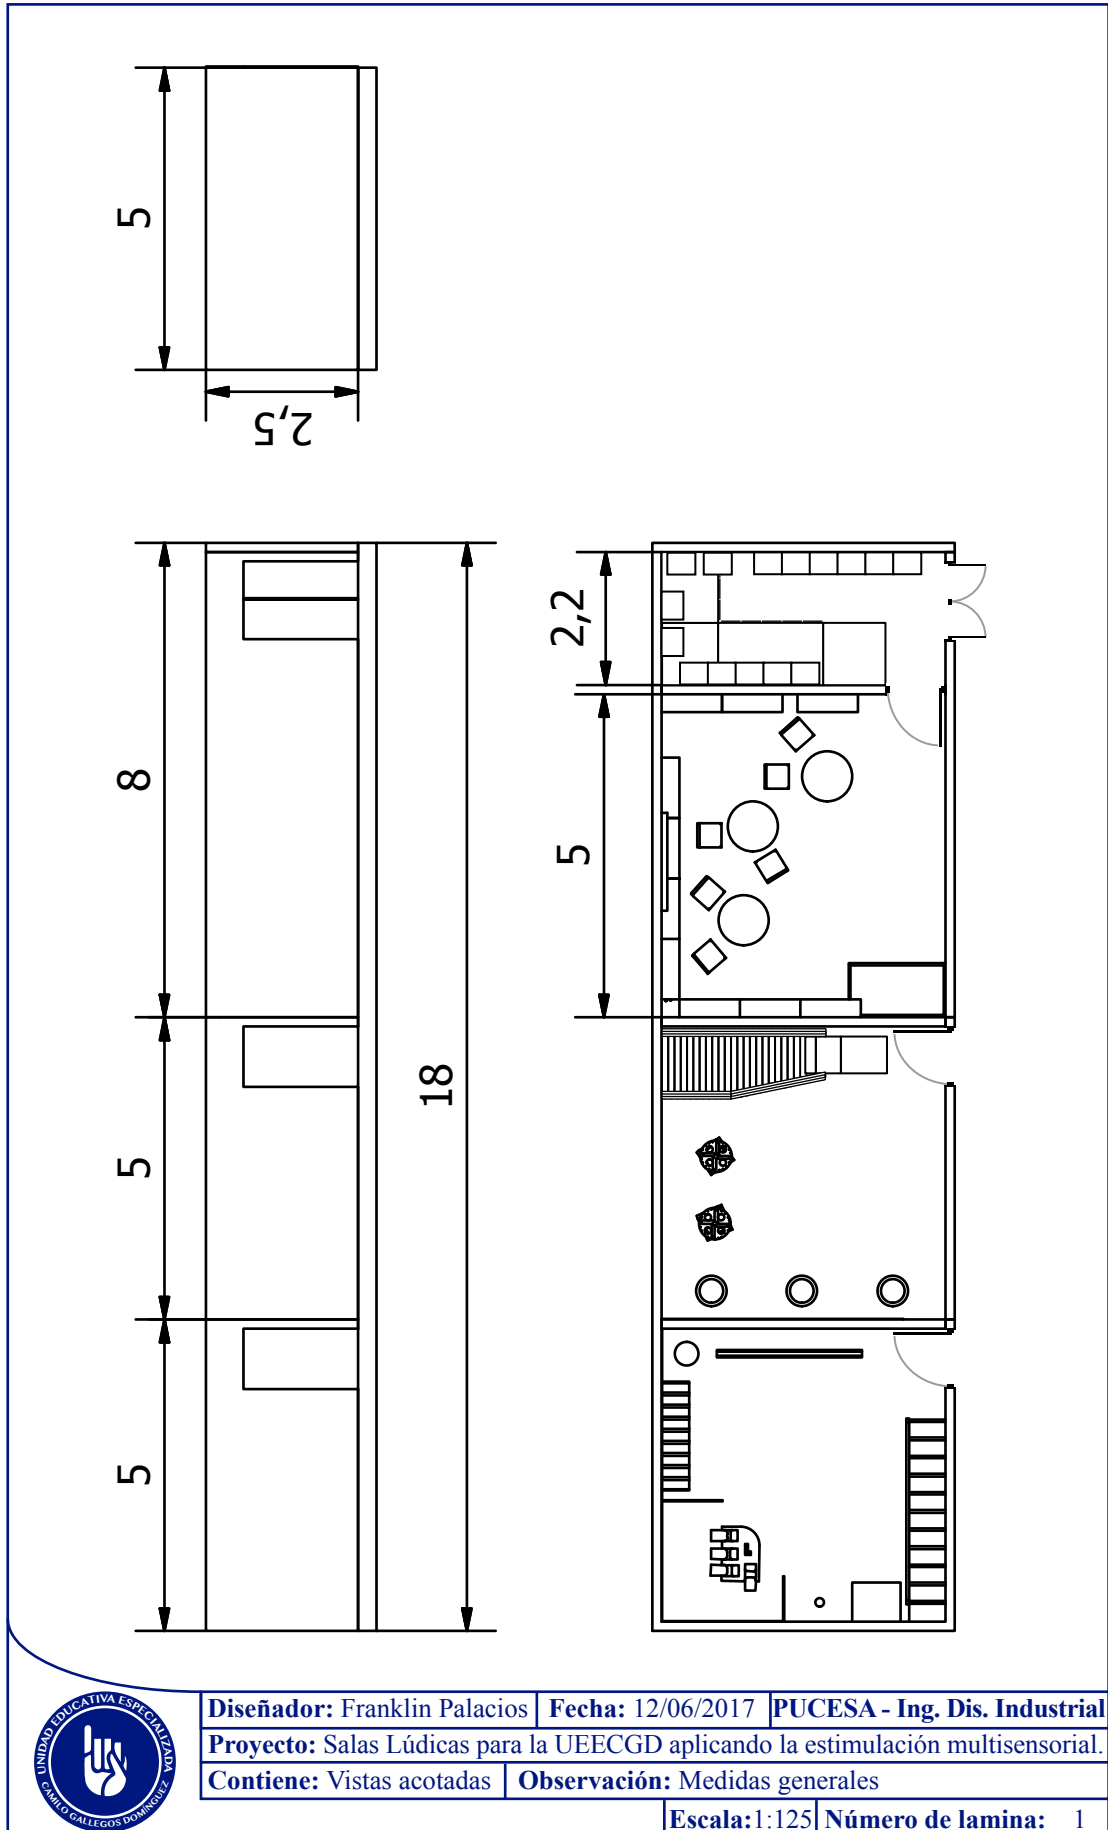 5
2,5
8
5
5
18
2,2
5
UNIDAD EDUCATIVA ESPECIALIZADA
CAMILO GALLEGOS DOMÍNGUEZ
Diseñador: Franklin Palacios Fecha: 12/06/2017 PUCESA - Ing. Dis. Industrial
Proyecto: Salas Lúdicas para la UEECGD aplicando la estimulación multisensorial.
Contiene: Vistas acotadas Observación: Medidas generales
Escala:1:125 Número de lamina: 1